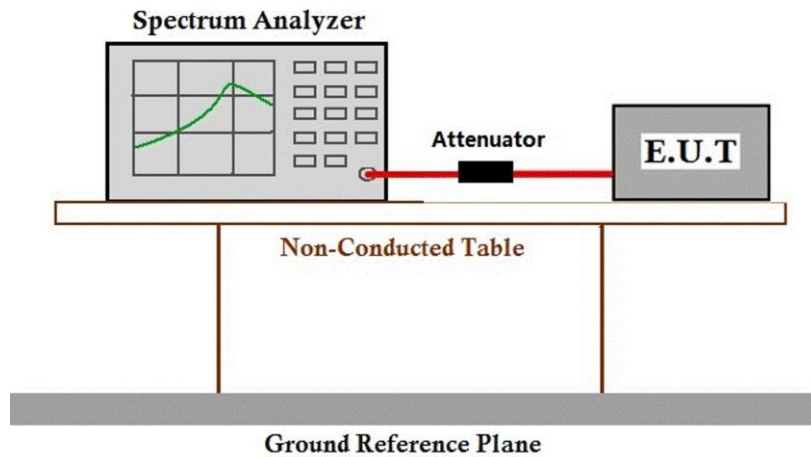 Spectrum Analyzer
Attenuator
E.U.T
Non-Conducted Table
Ground Reference Plane